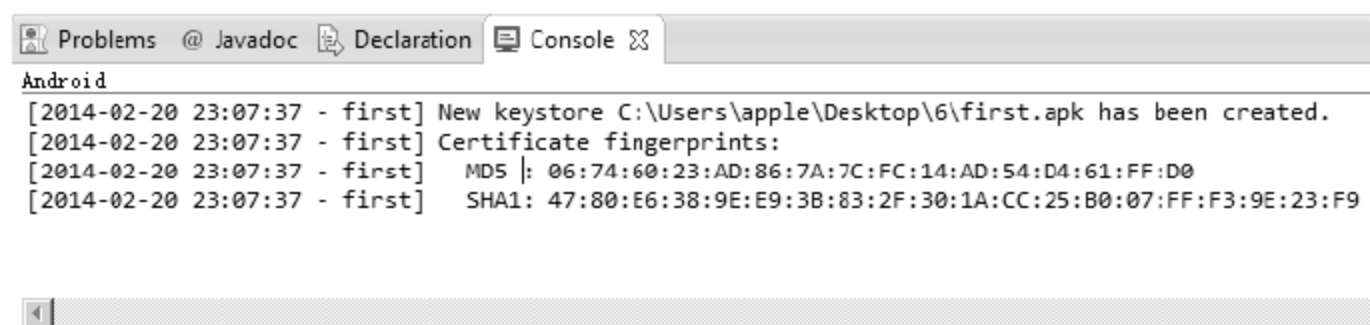 Problems @ Javadoc Declaration Console
Android
[2014-02-20 23:07:37 - first] New keystore C:\Users\apple\Desktop\6\first.apk has been created.
[2014-02-20 23:07:37 - first] Certificate fingerprints:
[2014-02-20 23:07:37 - first]   MD5 : 06:74:60:23:AD:86:7A:7C:FC:14:AD:54:D4:61:FF:D0
[2014-02-20 23:07:37 - first]   SHA1: 47:80:E6:38:9E:E9:3B:83:2F:30:1A:CC:25:B0:07:FF:F3:9E:23:F9